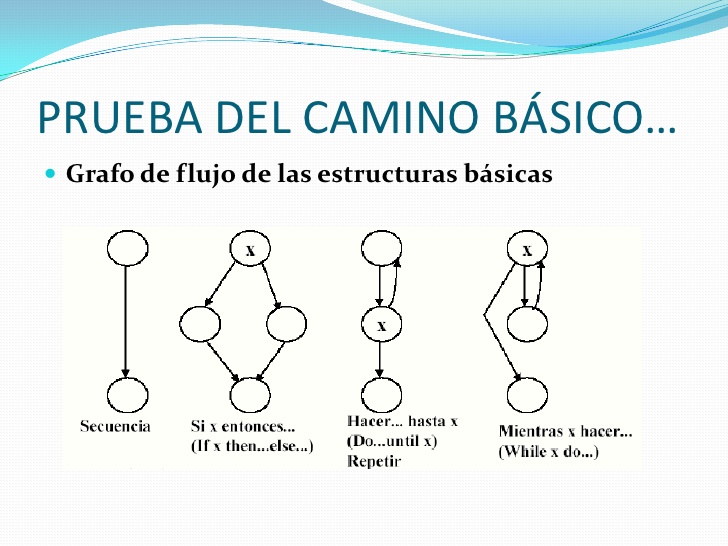 PRUEBA DEL CAMINO BÁSICO…
Grafo de flujo de las estructuras básicas
x
x
x
Secuencia
Si x entonces...
(If x then...else...)
Hacer... hasta x
(Do...until x)
Repetir
Mientras x hacer...
(While x do...)